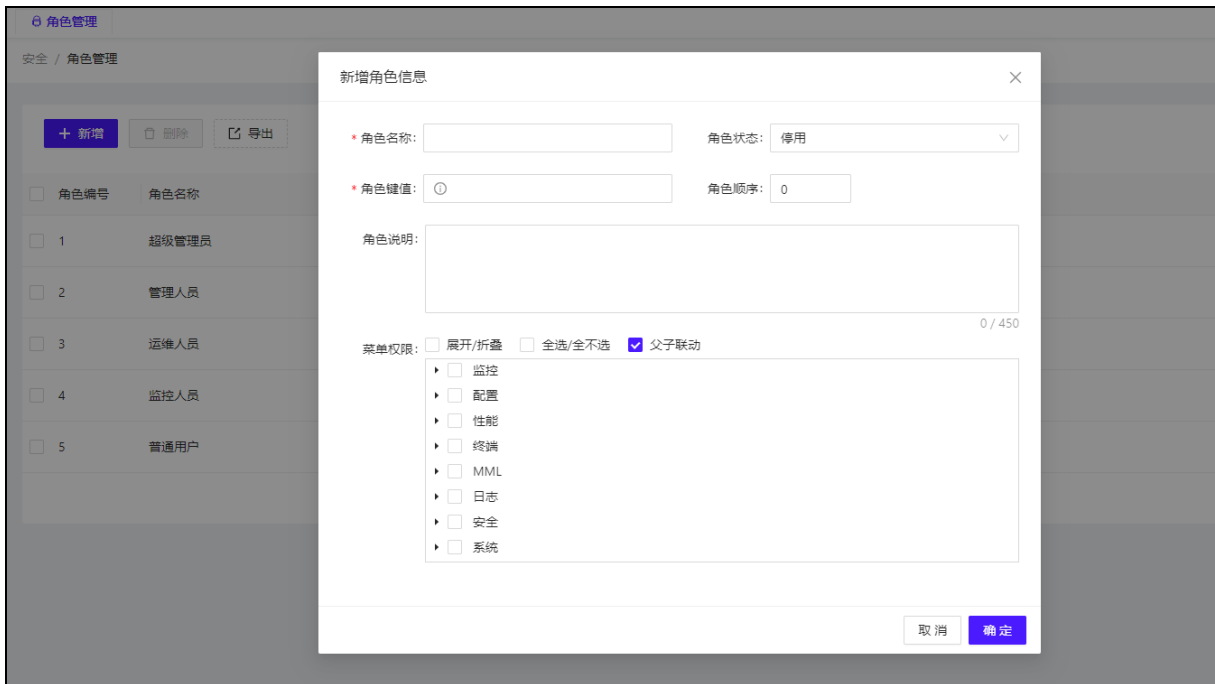 角色管理
安全 / 角色管理
新增角色信息
+ 新增 删除 导出
* 角色名称:
角色状态: 停用
* 角色键值:
角色顺序: 0
角色编号 角色名称
1 超级管理员
2 管理人员
3 运维人员
4 监控人员
5 普通用户
角色说明:
0 / 450
菜单权限: 展开/折叠 全选/全不选 父子联动
监控
配置
性能
终端
MML
日志
安全
系统
取消 确定